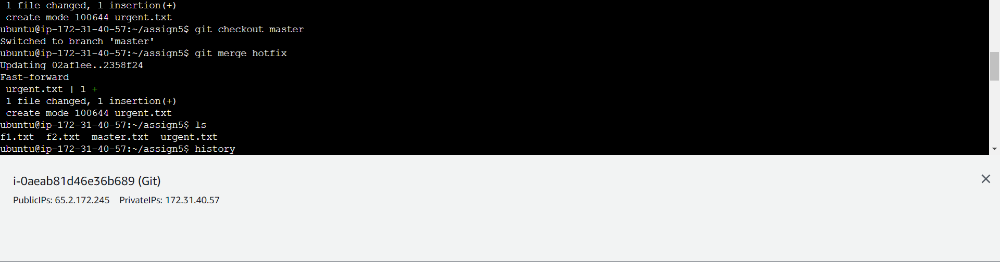 1 file changed, 1 insertion(+)
create mode 100644 urgent.txt
ubuntu@ip-172-31-40-57:~/assign5$ git checkout master
Switched to branch 'master'
ubuntu@ip-172-31-40-57:~/assign5$ git merge hotfix
Updating 02af1ee..2358f24
Fast-forward
urgent.txt | 1 +
1 file changed, 1 insertion(+)
create mode 100644 urgent.txt
ubuntu@ip-172-31-40-57:~/assign5$ ls
f1.txt  f2.txt  master.txt  urgent.txt
ubuntu@ip-172-31-40-57:~/assign5$ history
i-0aeab81d46e36b689 (Git)
PublicIPs: 65.2.172.245    PrivateIPs: 172.31.40.57